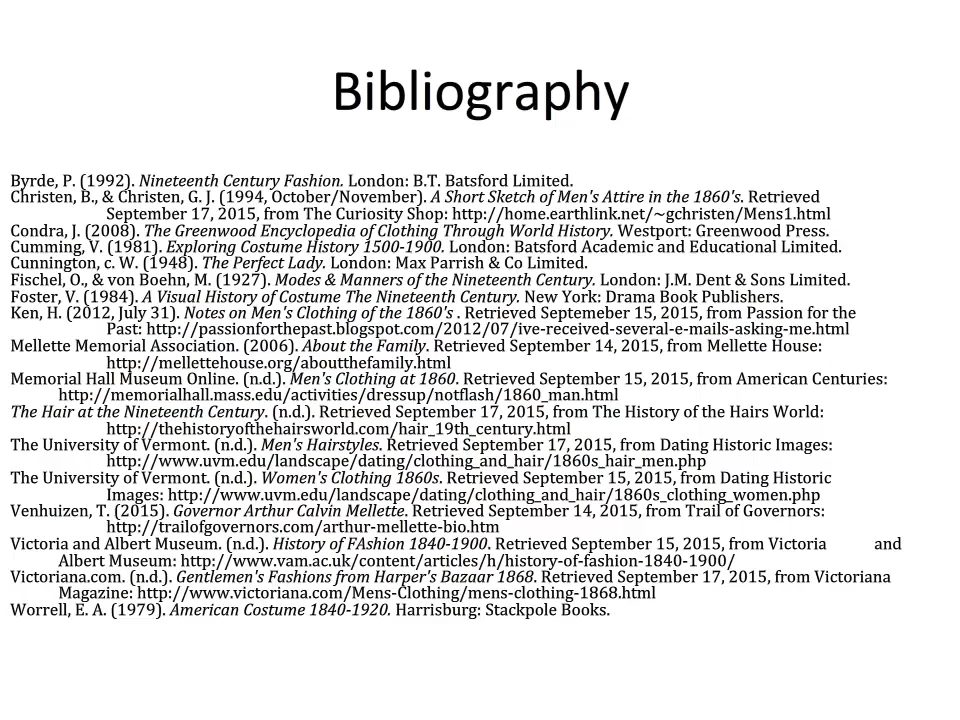 Bibliography
Byrde, P. (1992). Nineteenth Century Fashion. London: B.T. Batsford Limited.
Christen, B., & Christen, G. J. (1994, October/November). A Short Sketch of Men's Attire in the 1860's. Retrieved
September 17, 2015, from The Curiosity Shop: http://home.earthlink.net/~gchristen/Mens1.html
Condra, J. (2008). The Greenwood Encyclopedia of Clothing Through World History. Westport: Greenwood Press.
Cumming, V. (1981). Exploring Costume History 1500-1900. London: Batsford Academic and Educational Limited.
Cunnington, c. W. (1948). The Perfect Lady. London: Max Parrish & Co Limited.
Fischel, O., & von Boehn, M. (1927). Modes & Manners of the Nineteenth Century. London: J.M. Dent & Sons Limited.
Foster, V. (1984). A Visual History of Costume The Nineteenth Century. New York: Drama Book Publishers.
Ken, H. (2012, July 31). Notes on Men's Clothing of the 1860's . Retrieved Septemeber 15, 2015, from Passion for the
Past: http://passionforthepast.blogspot.com/2012/07/ive-received-several-e-mails-asking-me.html
Mellette Memorial Association. (2006). About the Family. Retrieved September 14, 2015, from Mellette House:
http://mellettehouse.org/aboutthefamily.html
Memorial Hall Museum Online. (n.d.). Men's Clothing at 1860. Retrieved September 15, 2015, from American Centuries:
http://memorialhall.mass.edu/activities/dressup/notflash/1860_man.html
The Hair at the Nineteenth Century. (n.d.). Retrieved September 17, 2015, from The History of the Hairs World:
http://thehistoryofthehairsworld.com/hair_19th_century.html
The University of Vermont. (n.d.). Men's Hairstyles. Retrieved September 17, 2015, from Dating Historic Images:
http://www.uvm.edu/landscape/dating/clothing_and_hair/1860s_hair_men.php
The University of Vermont. (n.d.). Women's Clothing 1860s. Retrieved September 15, 2015, from Dating Historic
Images: http://www.uvm.edu/landscape/dating/clothing_and_hair/1860s_clothing_women.php
Venhuizen, T. (2015). Governor Arthur Calvin Mellette. Retrieved September 14, 2015, from Trail of Governors:
http://trailofgovernors.com/arthur-mellette-bio.htm
Victoria and Albert Museum. (n.d.). History of FAshion 1840-1900. Retrieved September 15, 2015, from Victoria and
Albert Museum: http://www.vam.ac.uk/content/articles/h/history-of-fashion-1840-1900/
Victoriana.com. (n.d.). Gentlemen's Fashions from Harper's Bazaar 1868. Retrieved September 17, 2015, from Victoriana
Magazine: http://www.victoriana.com/Mens-Clothing/mens-clothing-1868.html
Worrell, E. A. (1979). American Costume 1840-1920. Harrisburg: Stackpole Books.